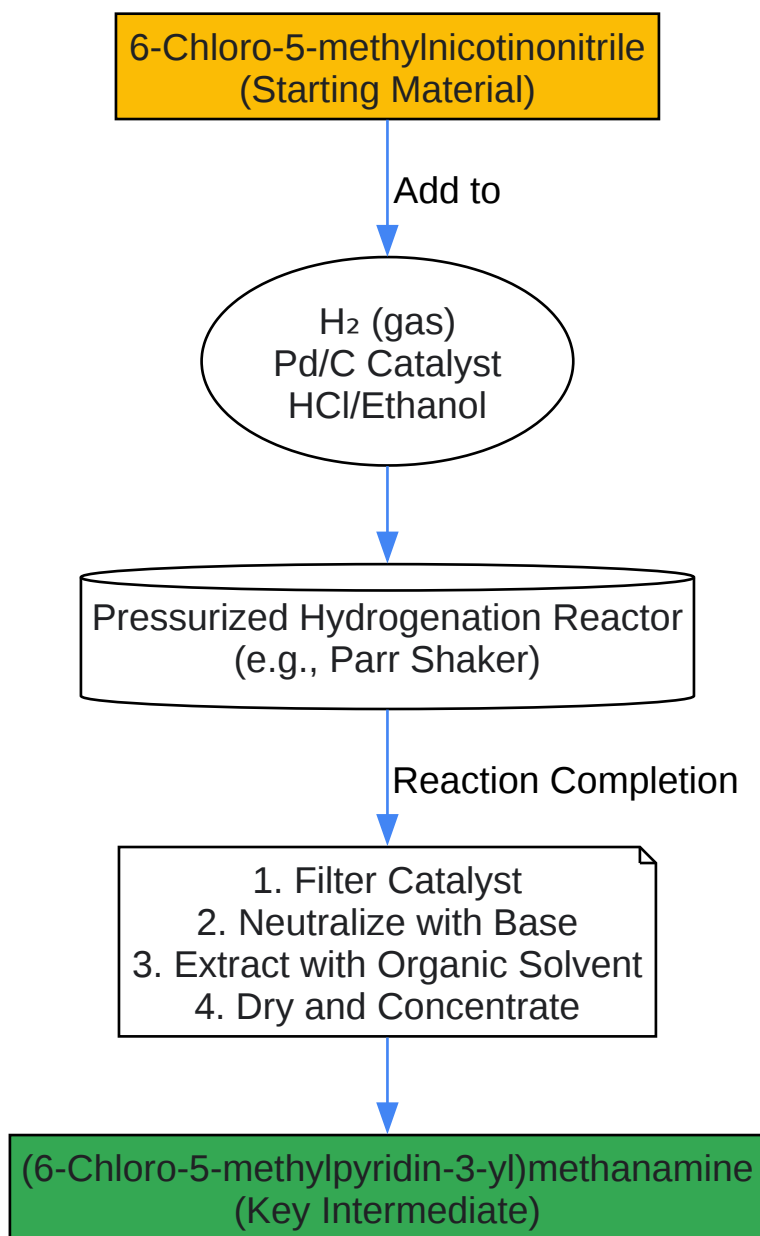 6-Chloro-5-methylnicotinonitrile
(Starting Material)
Add to
H₂ (gas)
Pd/C Catalyst
HCl/Ethanol
Pressurized Hydrogenation Reactor
(e.g., Parr Shaker)
Reaction Completion
1. Filter Catalyst
2. Neutralize with Base
3. Extract with Organic Solvent
4. Dry and Concentrate
(6-Chloro-5-methylpyridin-3-yl)methanamine
(Key Intermediate)